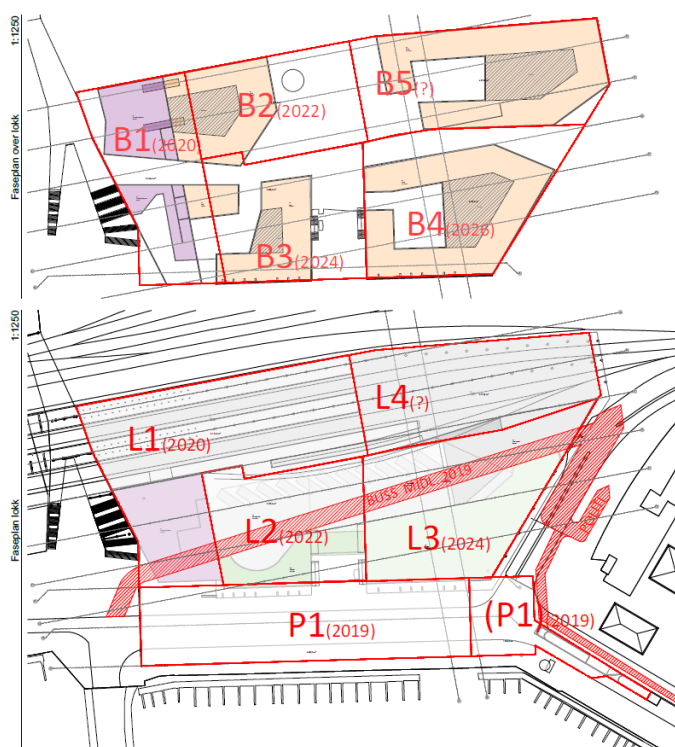 1:1250
Faseplan over lokk
B1(2020)
B2(2022)
B5(?)
B3(2024)
B4(2026)
1:1250
Faseplan lokk
L1(2020)
L4(?)
BUSS MIDL. 2019
L2(2022)
L3(2024)
P1(2019)
(P1)(2019)